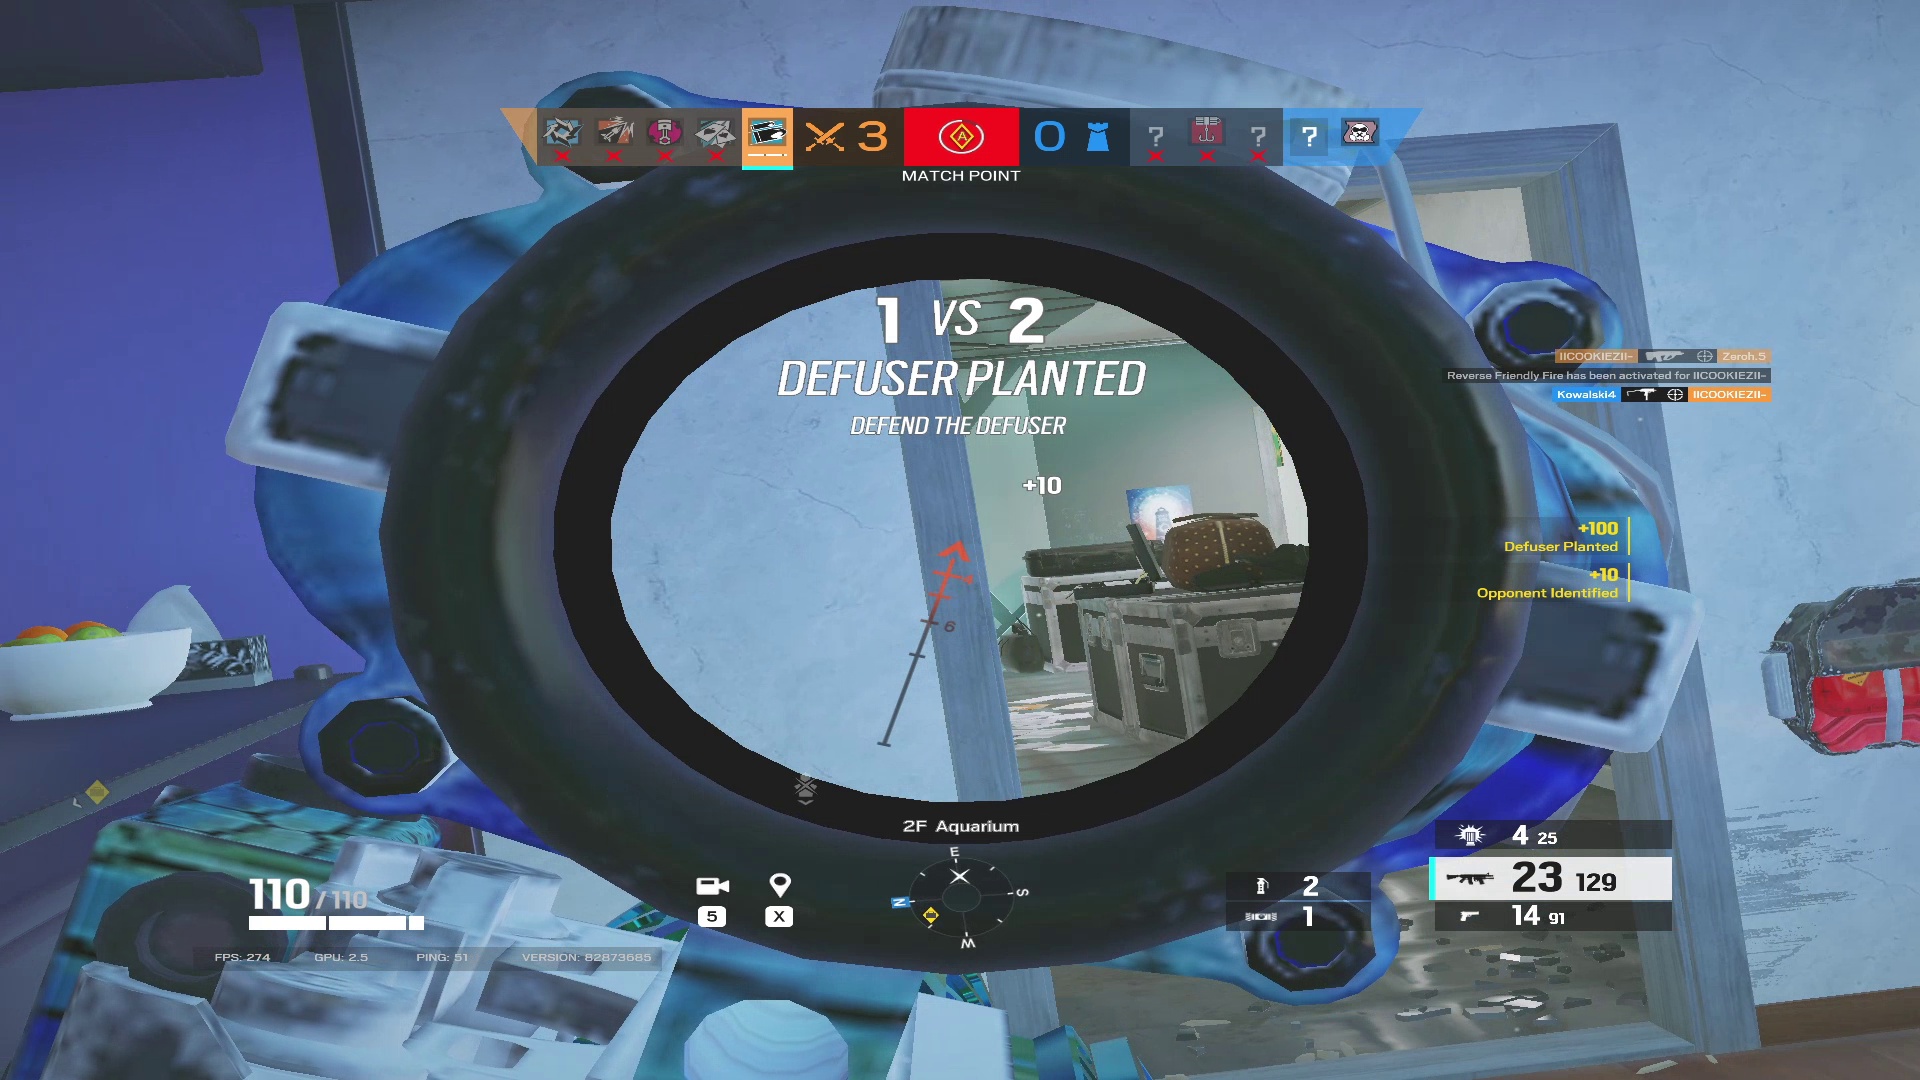 3
A
0
?
?
?
MATCH POINT
1 VS 2
DEFUSER PLANTED
DEFEND THE DEFUSER
+10
IICOOKIEZII- Zeroh.5
Reverse Friendly Fire has been activated for IICOOKIEZII-
Kowalski4 IICOOKIEZII-
+100
Defuser Planted
+10
Opponent Identified
6
2F Aquarium
E
S
N
W
5
X
110 / 110
FPS: 274 GPU: 2.5 PING: 51 VERSION: 82873685
2
1
4 25
23 129
14 91